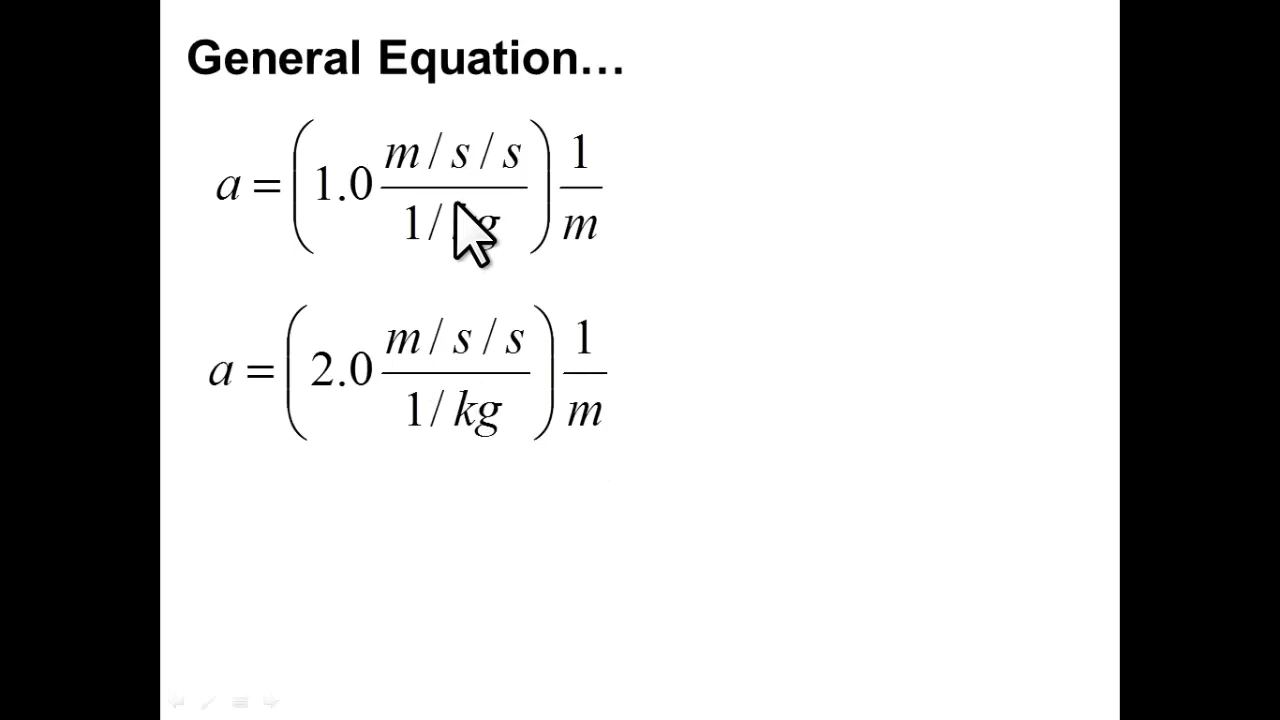 General Equation…
a = ( 1.0 m / s / s / 1 / kg ) 1 / m
a = ( 2.0 m / s / s / 1 / kg ) 1 / m